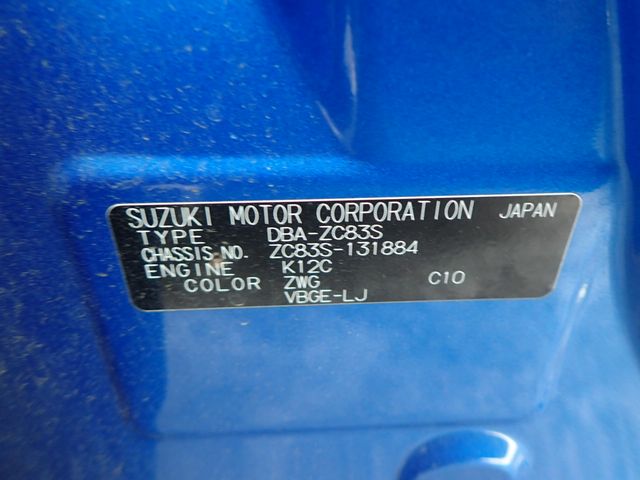 SUZUKI MOTOR CORPORATION JAPAN
TYPE DBA-ZC83S
CHASSIS NO. ZC83S-131884
ENGINE K12C
COLOR ZWG C10
VBGE-LJ